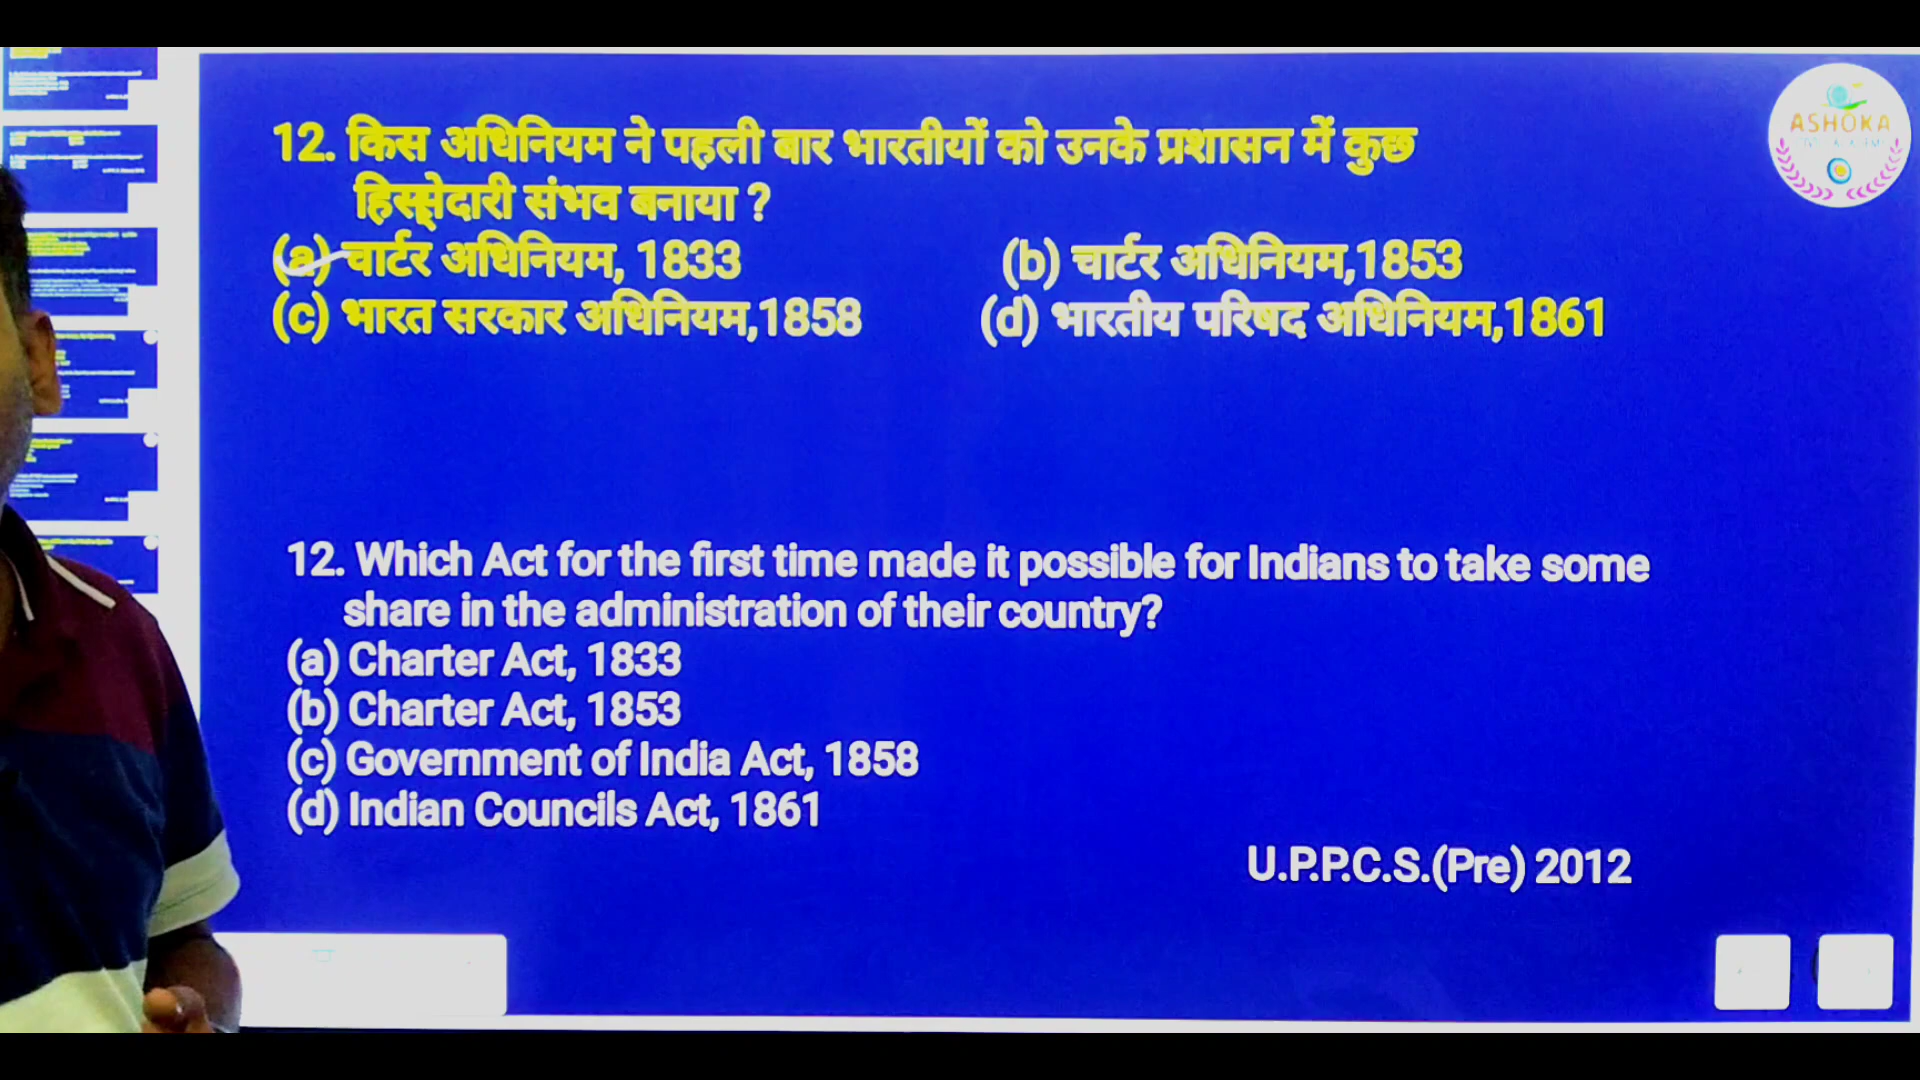 12. किस अधिनियम ने पहली बार भारतीयों को उनके प्रशासन में कुछ
हिस्सेदारी संभव बनाया ?
(a) चार्टर अधिनियम, 1833
(b) चार्टर अधिनियम,1853
(c) भारत सरकार अधिनियम,1858
(d) भारतीय परिषद अधिनियम,1861
ASHOKA
12. Which Act for the first time made it possible for Indians to take some
share in the administration of their country?
(a) Charter Act, 1833
(b) Charter Act, 1853
(c) Government of India Act, 1858
(d) Indian Councils Act, 1861
U.P.P.C.S.(Pre) 2012